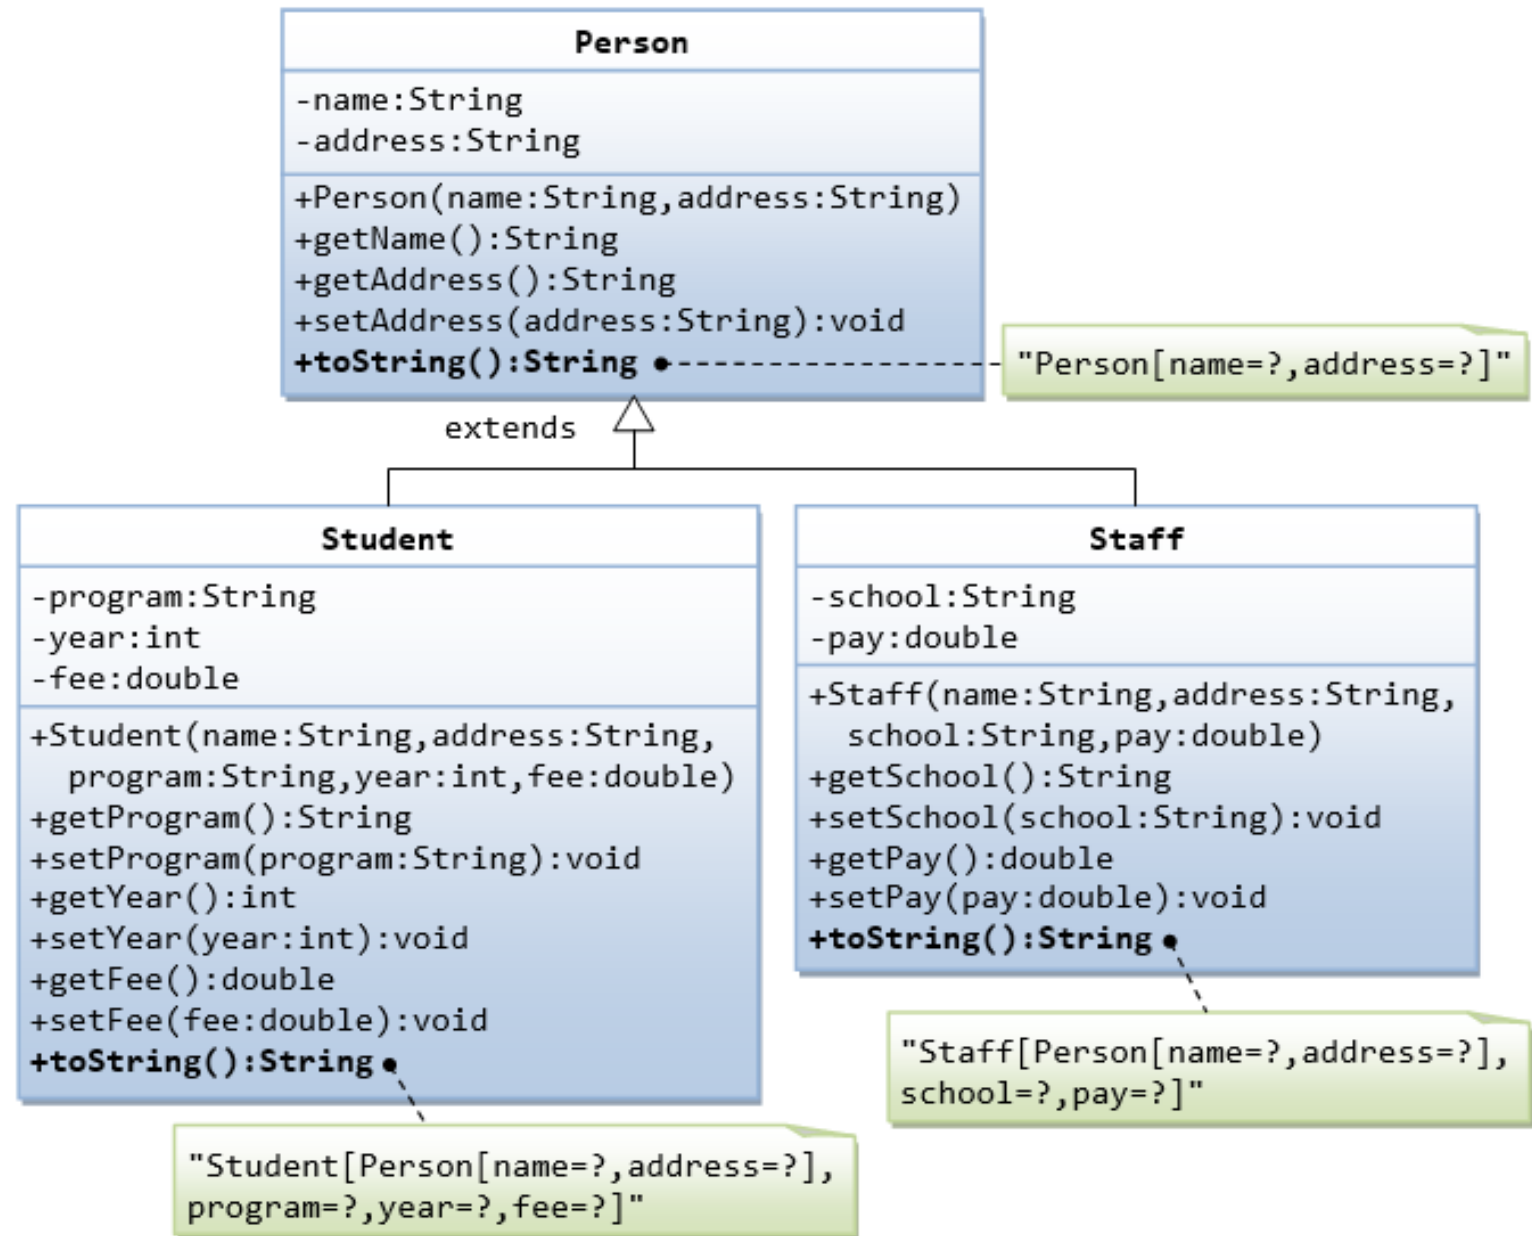 Person
-name:String
-address:String
+Person(name:String,address:String)
+getName():String
+getAddress():String
+setAddress(address:String):void
+toString():String
"Person[name=?,address=?]"
extends
Student
-program:String
-year:int
-fee:double
+Student(name:String,address:String,
program:String,year:int,fee:double)
+getProgram():String
+setProgram(program:String):void
+getYear():int
+setYear(year:int):void
+getFee():double
+setFee(fee:double):void
+toString():String
"Student[Person[name=?,address=?],
program=?,year=?,fee=?]"
Staff
-school:String
-pay:double
+Staff(name:String,address:String,
school:String,pay:double)
+getSchool():String
+setSchool(school:String):void
+getPay():double
+setPay(pay:double):void
+toString():String
"Staff[Person[name=?,address=?],
school=?,pay=?]"